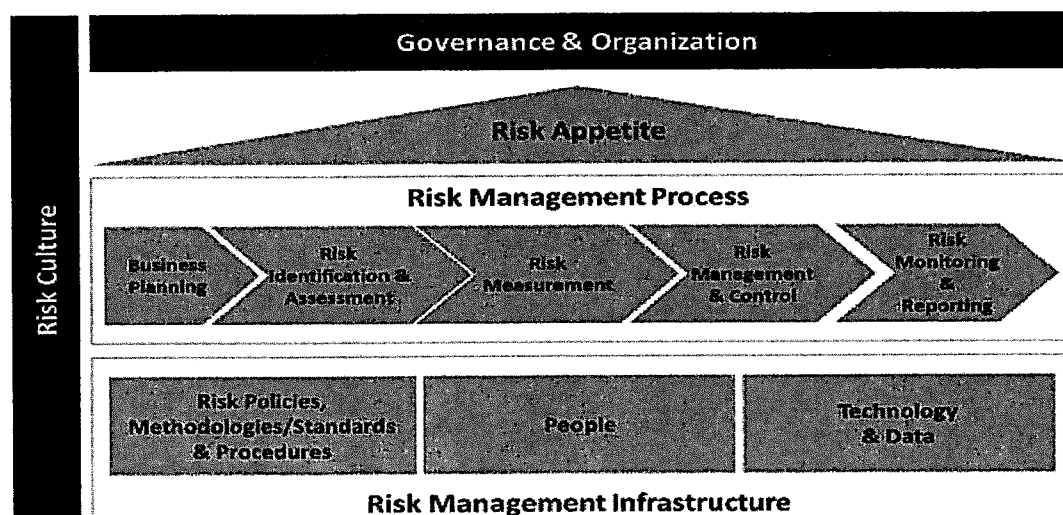 Governance & Organization
Risk Appetite
Risk Culture
Risk Management Process
Business
Planning
Risk
Identification &
Assessment
Risk
Measurement
Risk
Management
& Control
Risk
Monitoring
&
Reporting
Risk Policies,
Methodologies/Standards
& Procedures
People
Technology
& Data
Risk Management Infrastructure